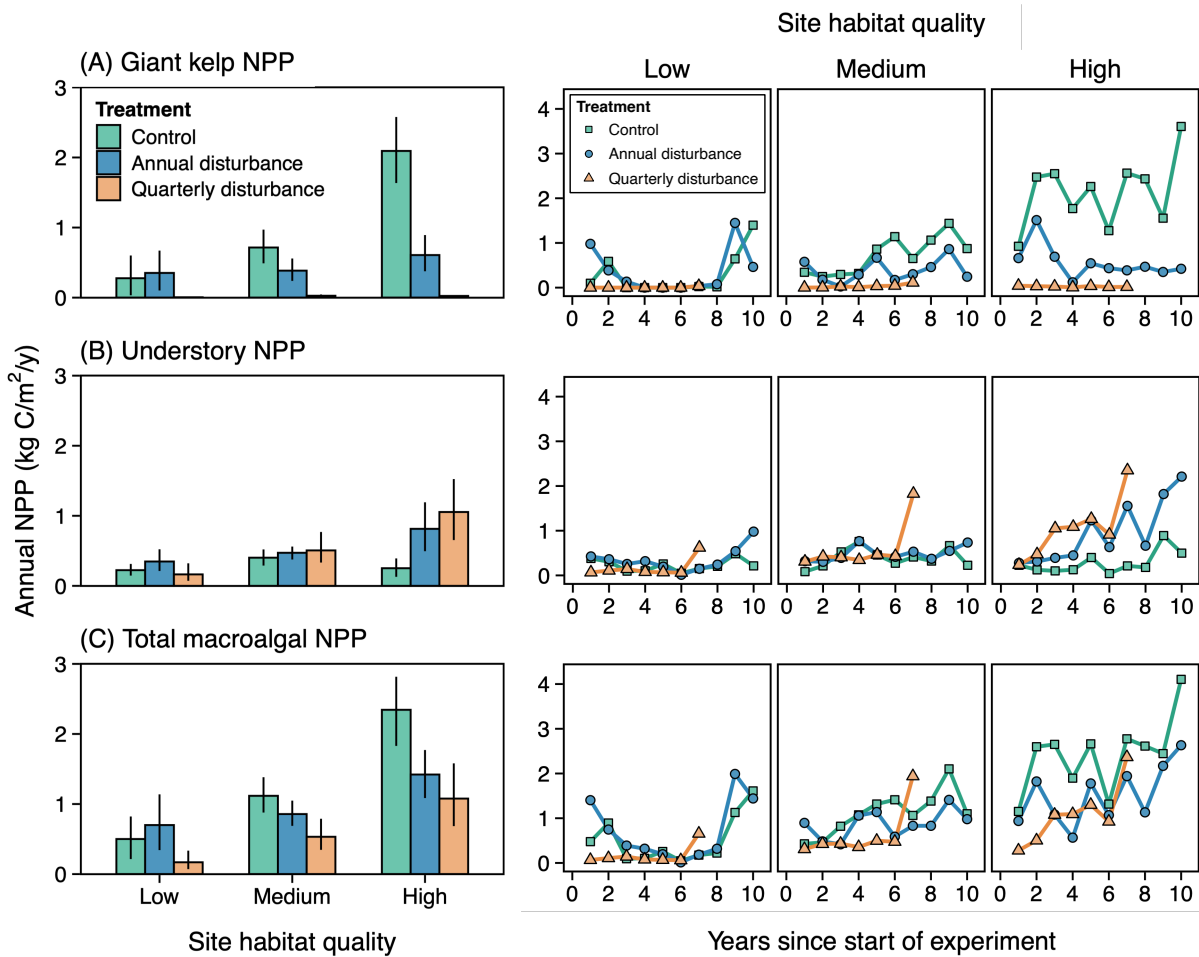 Site habitat quality
(A) Giant kelp NPP
Low Medium High
3
2
1
0
Treatment
Control
Annual disturbance
Quarterly disturbance
4
3
2
1
0
Treatment
Control
Annual disturbance
Quarterly disturbance
0 2 4 6 8 10
0 2 4 6 8 10
0 2 4 6 8 10
Annual NPP (kg C/m²/y)
(B) Understory NPP
3
2
1
0
4
3
2
1
0
0 2 4 6 8 10
0 2 4 6 8 10
0 2 4 6 8 10
(C) Total macroalgal NPP
3
2
1
0
Low Medium High
Site habitat quality
4
3
2
1
0
0 2 4 6 8 10
0 2 4 6 8 10
0 2 4 6 8 10
Years since start of experiment